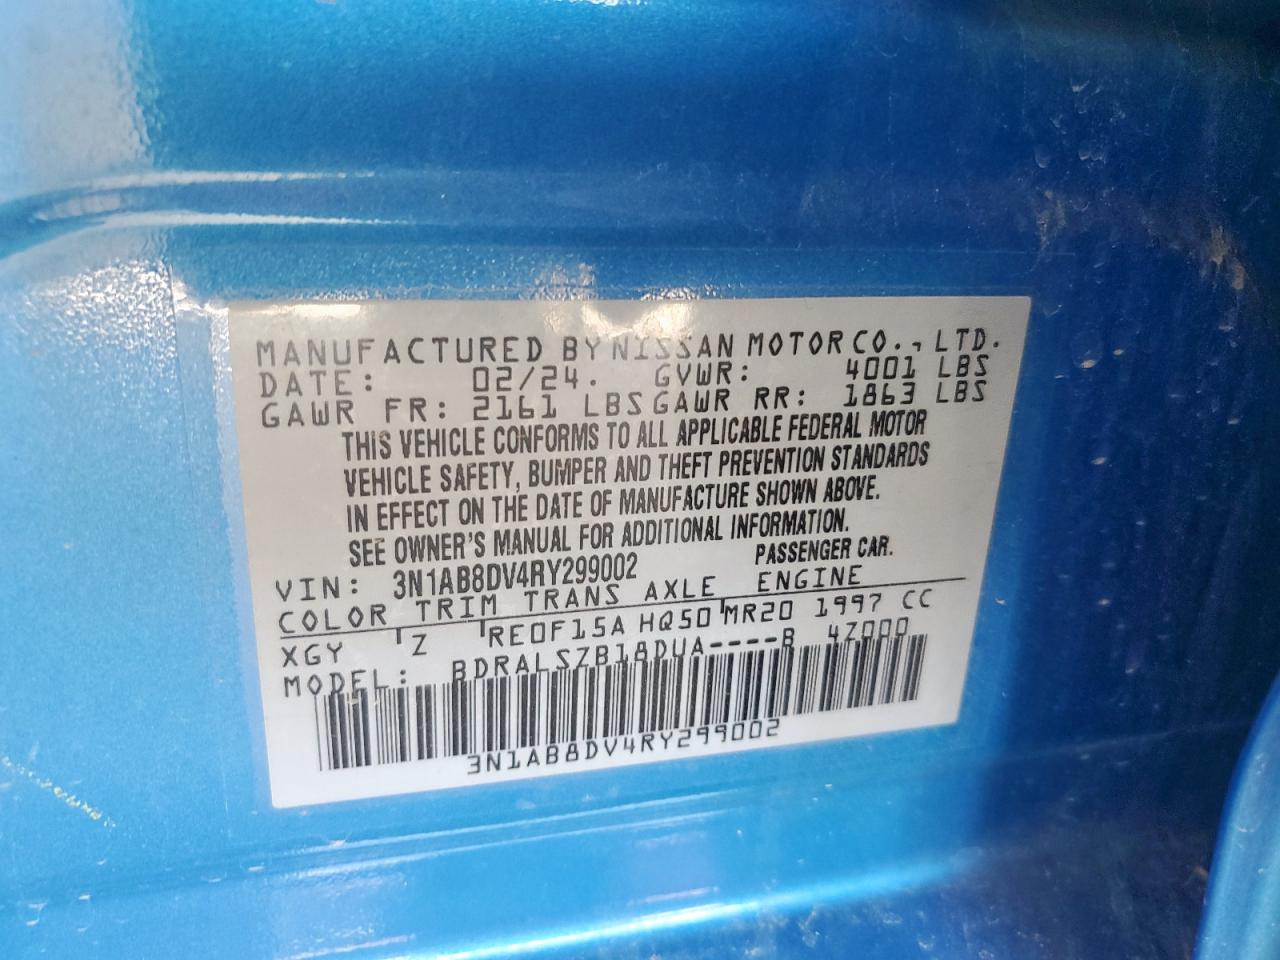 MANUFACTURED BY NISSAN MOTOR CO., LTD.
DATE: 02/24. GVWR: 4001 LBS
GAWR FR: 2161 LBS GAWR RR: 1863 LBS
THIS VEHICLE CONFORMS TO ALL APPLICABLE FEDERAL MOTOR
VEHICLE SAFETY, BUMPER AND THEFT PREVENTION STANDARDS
IN EFFECT ON THE DATE OF MANUFACTURE SHOWN ABOVE.
SEE OWNER'S MANUAL FOR ADDITIONAL INFORMATION.
VIN: 3N1AB8DV4RY299002 PASSENGER CAR.
COLOR TRIM TRANS AXLE ENGINE
XGY Z RE0F15A HQ50 MR20 1997 CC
MODEL: BDRALSZB18DUA----B 4Z000
3N1AB8DV4RY299002